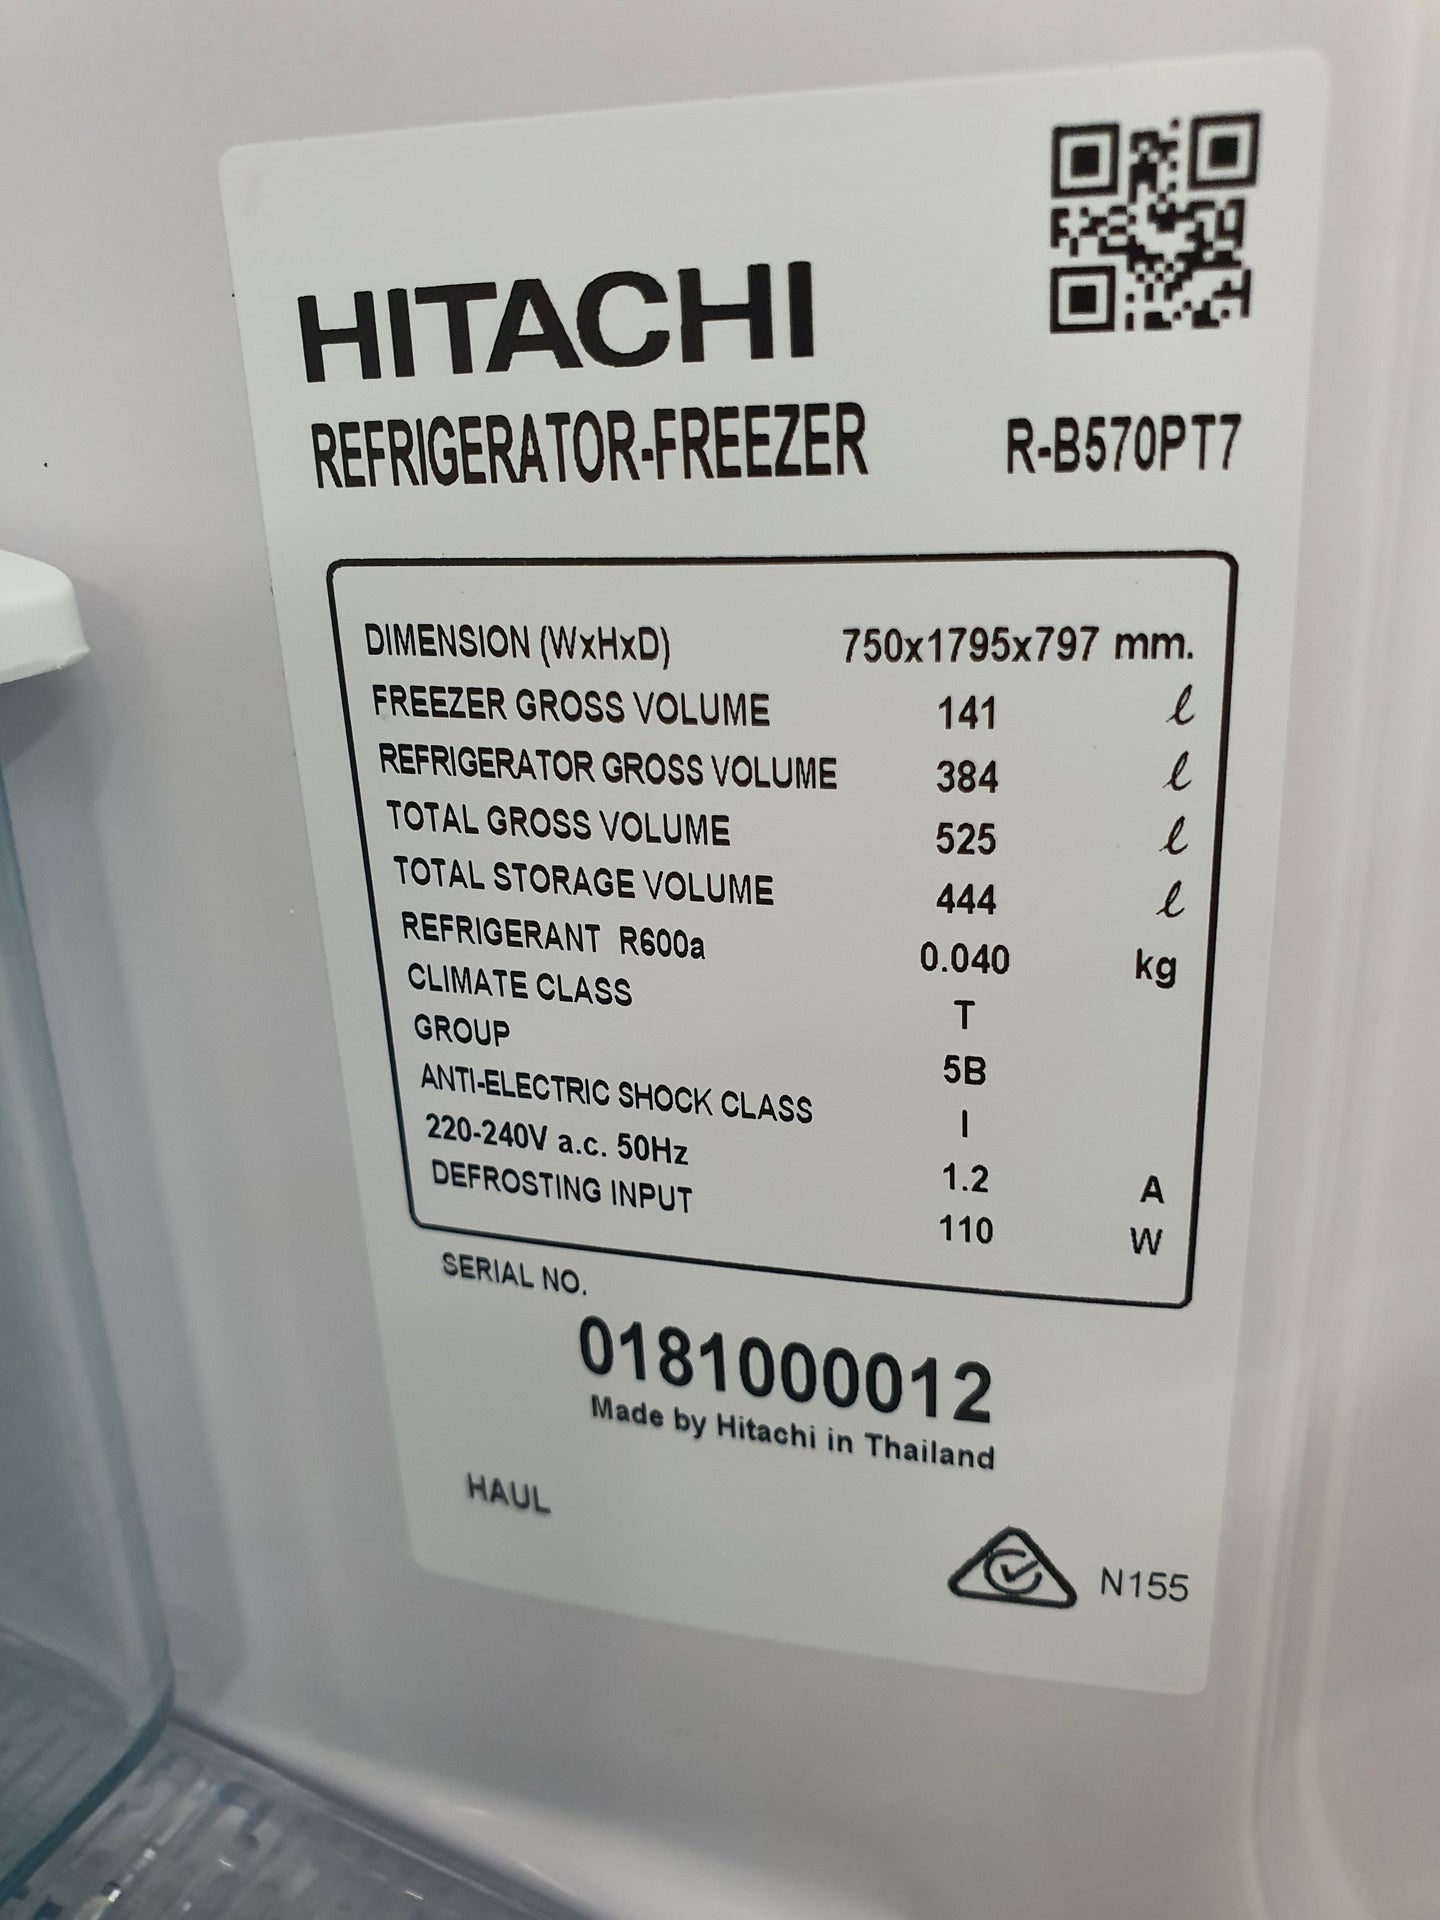 HITACHI
REFRIGERATOR-FREEZER R-B570PT7
DIMENSION (WxHxD) 750x1795x797 mm.
FREEZER GROSS VOLUME 141 ℓ
REFRIGERATOR GROSS VOLUME 384 ℓ
TOTAL GROSS VOLUME 525 ℓ
TOTAL STORAGE VOLUME 444 ℓ
REFRIGERANT R600a 0.040 kg
CLIMATE CLASS T
GROUP 5B
ANTI-ELECTRIC SHOCK CLASS I
220-240V a.c. 50Hz 1.2 A
DEFROSTING INPUT 110 W
SERIAL NO.
0181000012
Made by Hitachi in Thailand
HAUL
N155